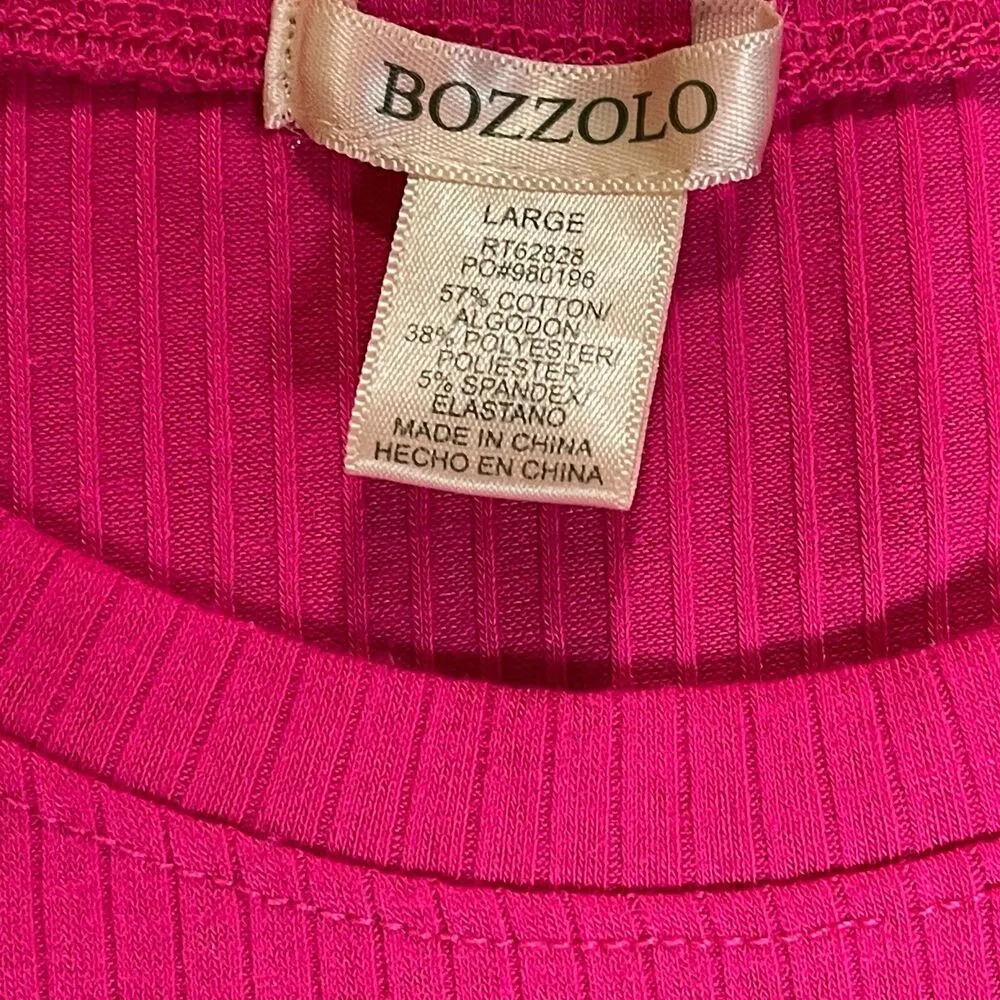 BOZZOLO
LARGE
RT62828
PO#980196
57% COTTON/
ALGODON
38% POLYESTER/
POLIESTER
5% SPANDEX/
ELASTANO
MADE IN CHINA
HECHO EN CHINA